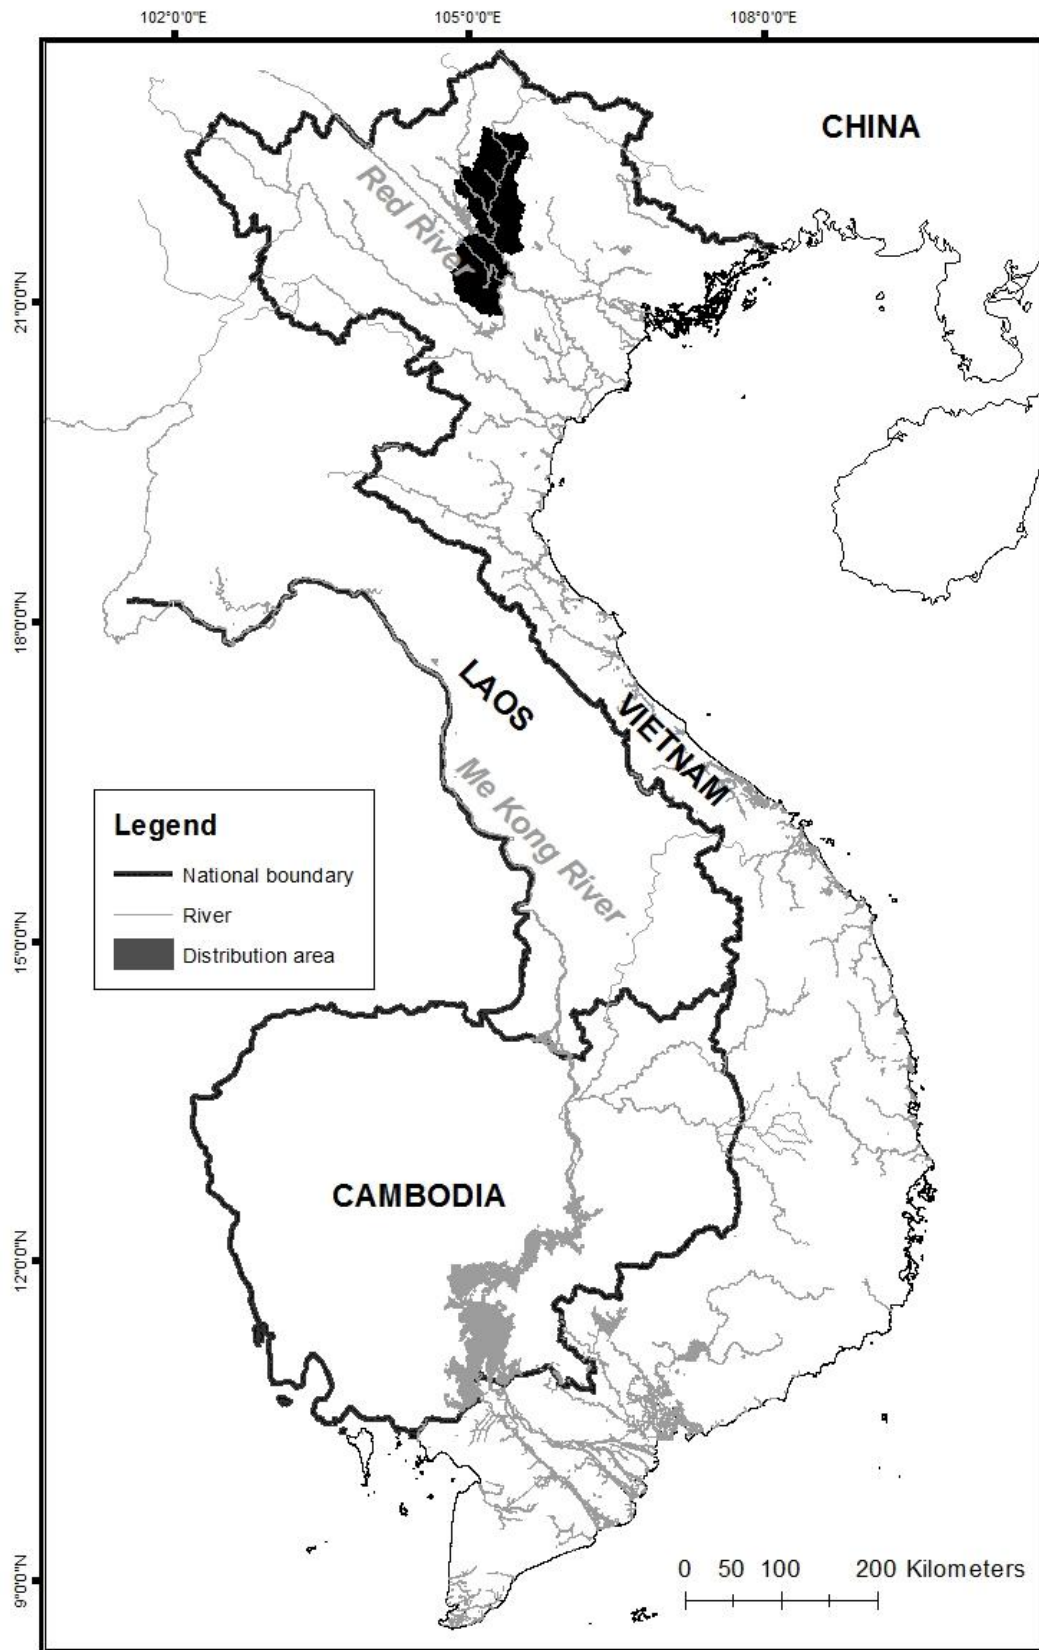 102°0'0"E 105°0'0"E 108°0'0"E
CHINA
Red River
21°0'0"N
18°0'0"N
LAOS
VIETNAM
Me Kong River
Legend
National boundary
River
Distribution area
15°0'0"N
CAMBODIA
12°0'0"N
9°0'0"N
0 50 100 200 Kilometers